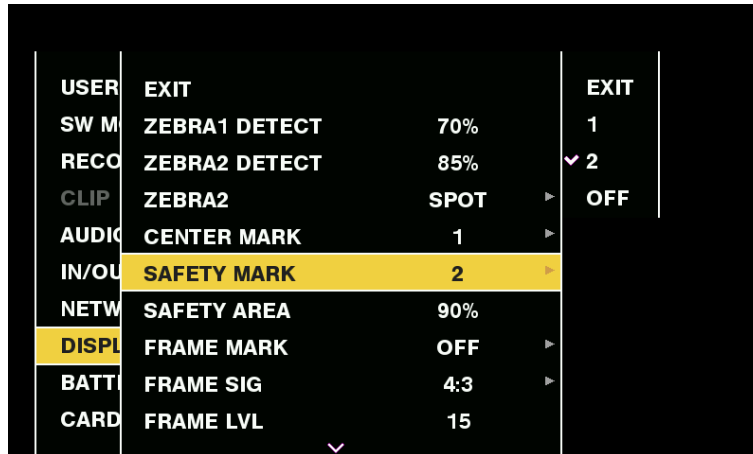 USER
SW M
RECO
CLIP
AUDIO
IN/OU
NETW
DISPL
BATT
CARD
EXIT
ZEBRA1 DETECT 70%
ZEBRA2 DETECT 85%
ZEBRA2 SPOT
CENTER MARK 1
SAFETY MARK 2
SAFETY AREA 90%
FRAME MARK OFF
FRAME SIG 4:3
FRAME LVL 15
EXIT
1
2
OFF